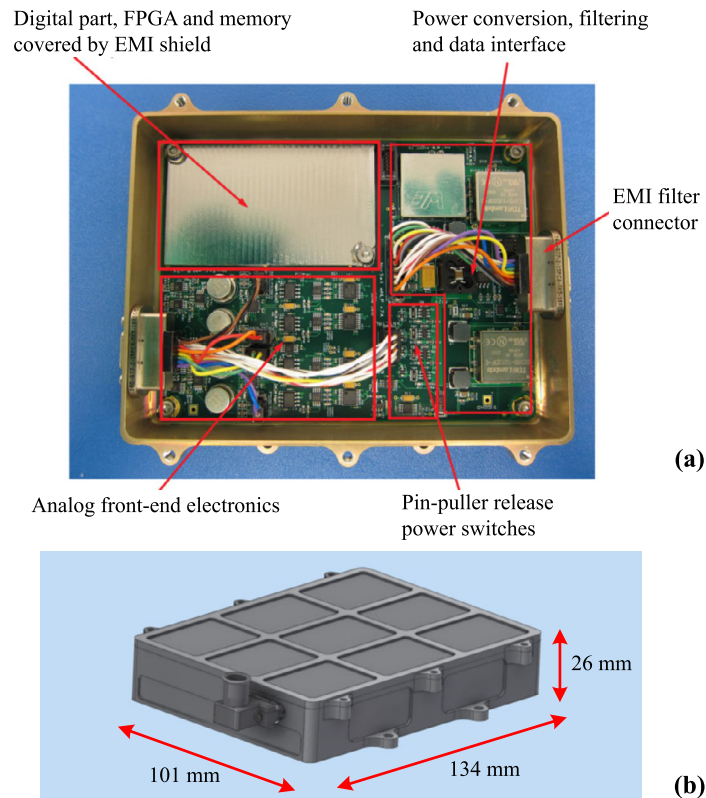 Digital part, FPGA and memory
covered by EMI shield
Power conversion, filtering
and data interface
EMI filter
connector
Analog front-end electronics
Pin-puller release
power switches
(a)
26 mm
101 mm
134 mm
(b)